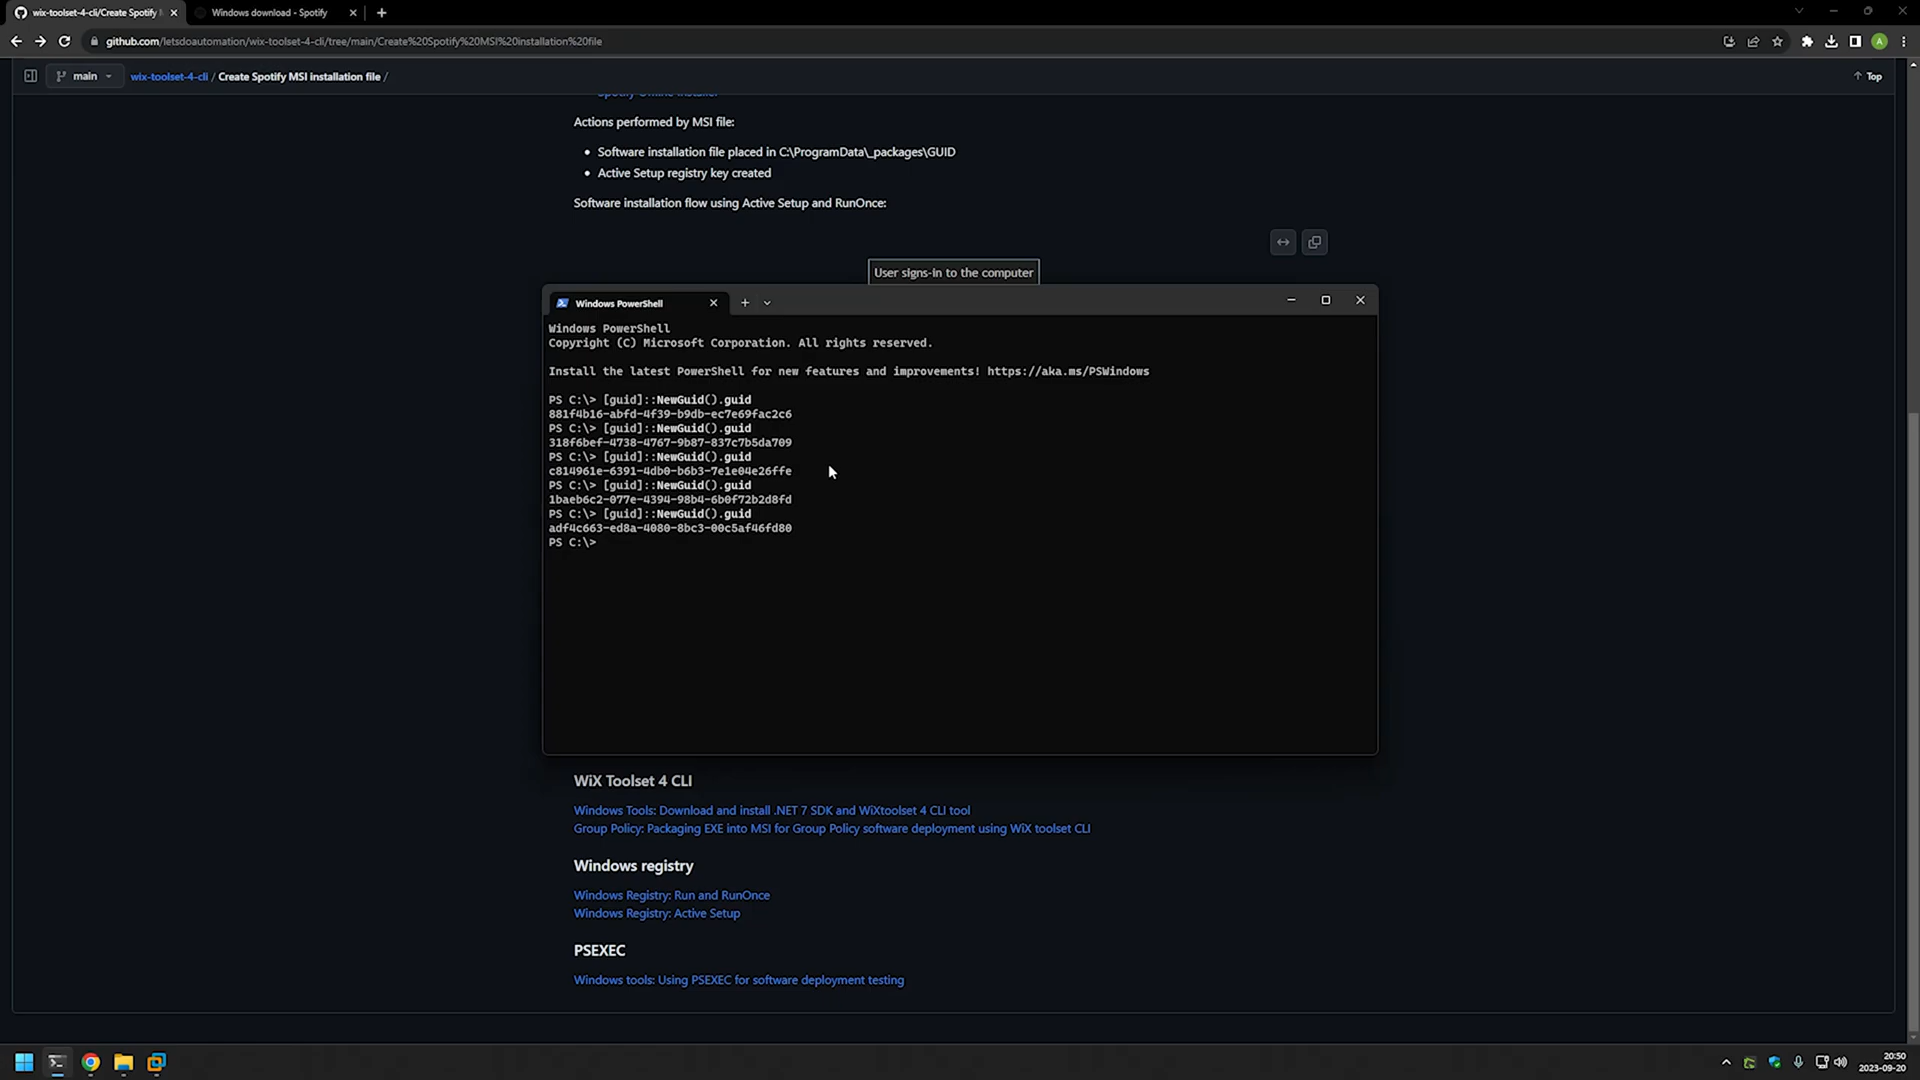 wix-toolset-4-cli/Create Spotify
Windows download - Spotify
github.com/letsdoautomation/wix-toolset-4-cli/tree/main/Create%20Spotify%20MSI%20installation%20file
A
main
wix-toolset-4-cli / Create Spotify MSI installation file /
Top
Spotify Offline Installer
Actions performed by MSI file:
• Software installation file placed in C:\ProgramData\_packages\GUID
• Active Setup registry key created
Software installation flow using Active Setup and RunOnce:
User signs-in to the computer
Windows PowerShell
Windows PowerShell
Copyright (C) Microsoft Corporation. All rights reserved.
Install the latest PowerShell for new features and improvements! https://aka.ms/PSWindows
PS C:\> [guid]::NewGuid().guid
881f4b16-abfd-4f39-b9db-ec7e69fac2c6
PS C:\> [guid]::NewGuid().guid
318f6bef-4738-4767-9b87-837c7b5da709
PS C:\> [guid]::NewGuid().guid
c814961e-6391-4db0-b6b3-7e1e04e26ffe
PS C:\> [guid]::NewGuid().guid
1baeb6c2-077e-4394-98b4-6b0f72b2d8fd
PS C:\> [guid]::NewGuid().guid
adf4c663-ed8a-4080-8bc3-00c5af46fd80
PS C:\>
WiX Toolset 4 CLI
Windows Tools: Download and install .NET 7 SDK and WiXtoolset 4 CLI tool
Group Policy: Packaging EXE into MSI for Group Policy software deployment using WiX toolset CLI
Windows registry
Windows Registry: Run and RunOnce
Windows Registry: Active Setup
PSEXEC
Windows tools: Using PSEXEC for software deployment testing
20:50
2023-09-20